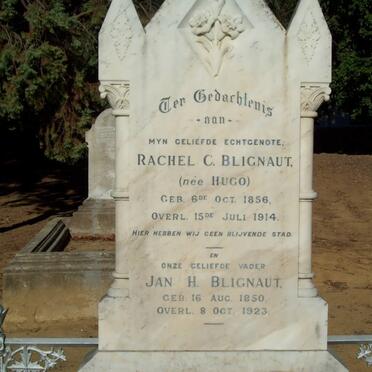 Ter Gedachtenis
aan
MYN GELIEFDE ECHTGENOTE,
RACHEL C. BLIGNAUT,
(née HUGO)
GEB. 6DE OCT. 1856,
OVERL. 15DE JULI 1914.
HIER HEBBEN WIJ GEEN BLIJVENDE STAD.
EN
ONZE GELIEFDE VADER
JAN H. BLIGNAUT,
GEB. 16 AUG. 1850.
OVERL. 8 OCT. 1923.